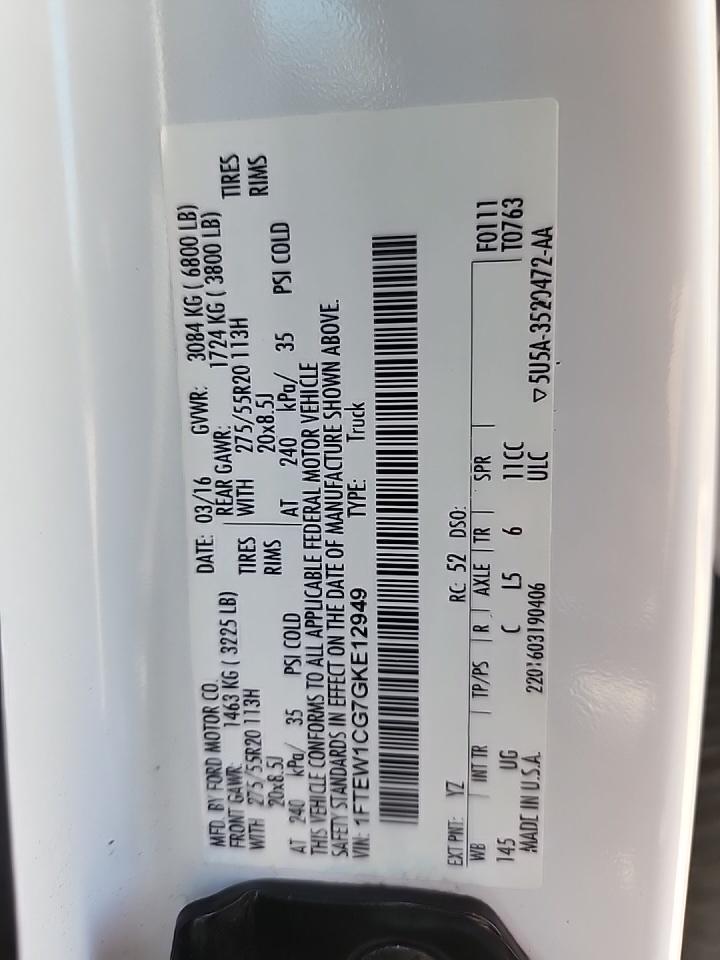 MFD. BY FORD MOTOR CO.
DATE: 03/16 GVWR: 3084 KG ( 6800 LB)
FRONT GAWR: 1463 KG ( 3225 LB)
REAR GAWR: 1724 KG ( 3800 LB)
WITH 275/55R20 113H TIRES
WITH 275/55R20 113H TIRES
20x8.5J RIMS
20x8.5J RIMS
AT 240 kPa/ 35 PSI COLD
AT 240 kPa/ 35 PSI COLD
THIS VEHICLE CONFORMS TO ALL APPLICABLE FEDERAL MOTOR VEHICLE
SAFETY STANDARDS IN EFFECT ON THE DATE OF MANUFACTURE SHOWN ABOVE.
VIN: 1FTEW1CG7GKE12949 TYPE: Truck
EXT PNT: YZ RC: 52 DSO:
WB INT TR TP/PS R AXLE TR SPR F0111
145 UG C L5 6 11CC T0763
MADE IN U.S.A. 2201603190406 ULC
▽5U5A-3520472-AA